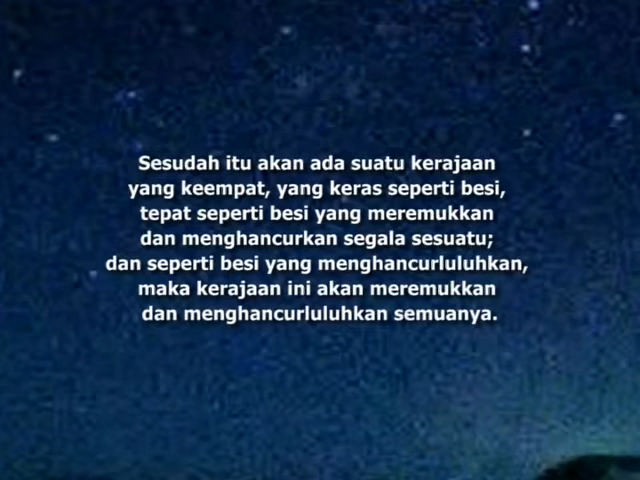 Sesudah itu akan ada suatu kerajaan
yang keempat, yang keras seperti besi,
tepat seperti besi yang meremukkan
dan menghancurkan segala sesuatu;
dan seperti besi yang menghancurluluhkan,
maka kerajaan ini akan meremukkan
dan menghancurluluhkan semuanya.